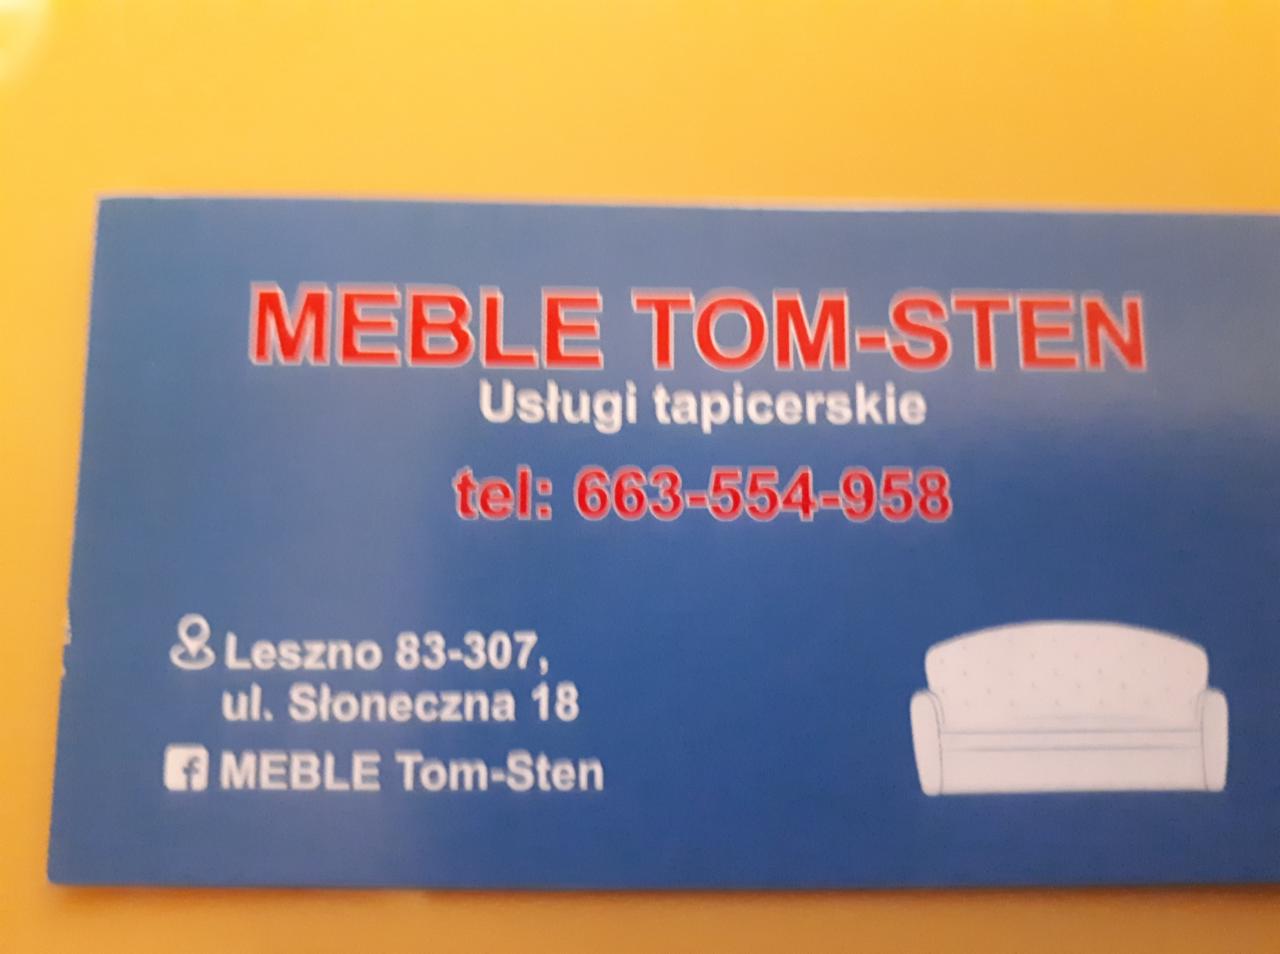 MEBLE TOM-STEN
Usługi tapicerskie
tel: 663-554-958
Leszno 83-307,
ul. Słoneczna 18
MEBLE Tom-Sten